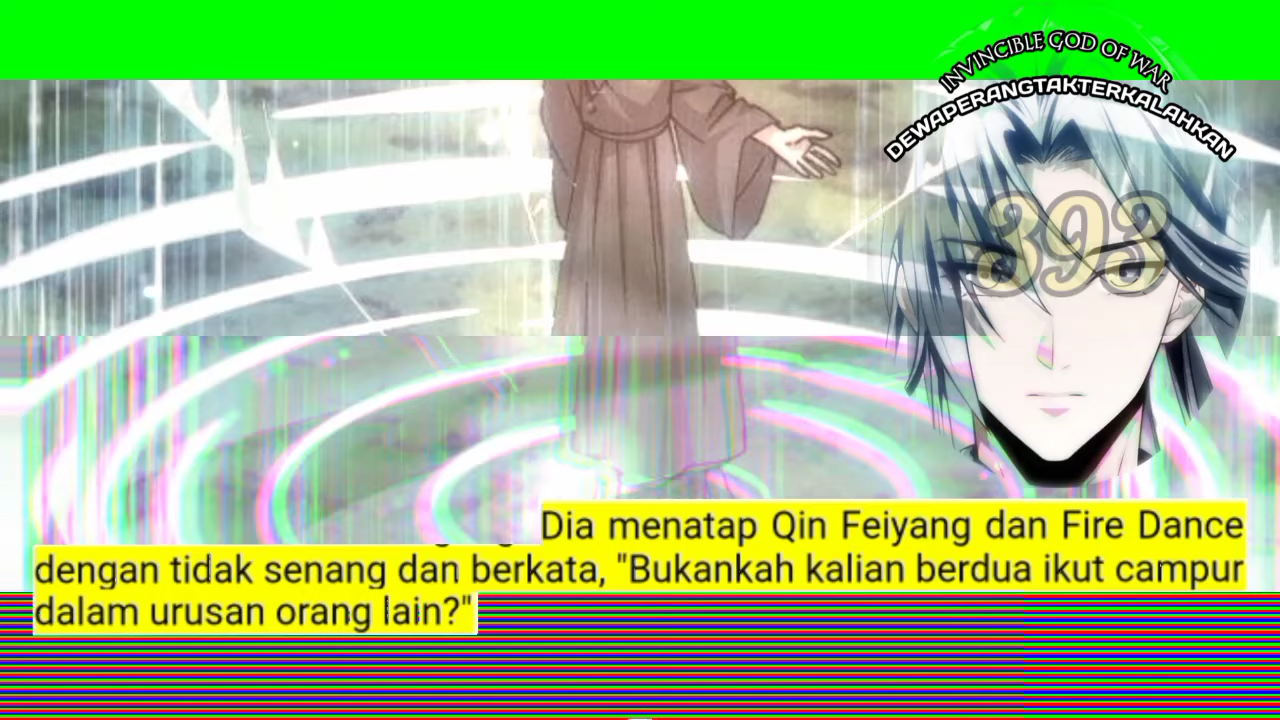 INVINCIBLE GOD OF WAR
DEWAPERANGTAKTERKALAHKAN
393
Dia menatap Qin Feiyang dan Fire Dance
dengan tidak senang dan berkata, "Bukankah kalian berdua ikut campur
dalam urusan orang lain?"